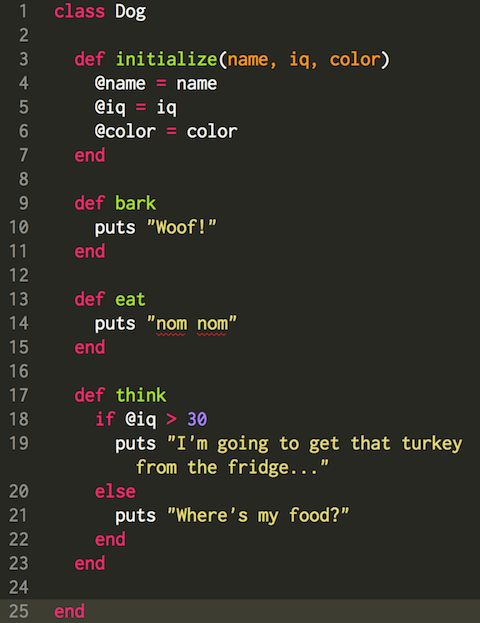 1 class Dog
2
3 def initialize(name, iq, color)
4 @name = name
5 @iq = iq
6 @color = color
7 end
8
9 def bark
10 puts "Woof!"
11 end
12
13 def eat
14 puts "nom nom"
15 end
16
17 def think
18 if @iq > 30
19 puts "I'm going to get that turkey
from the fridge..."
20 else
21 puts "Where's my food?"
22 end
23 end
24
25 end